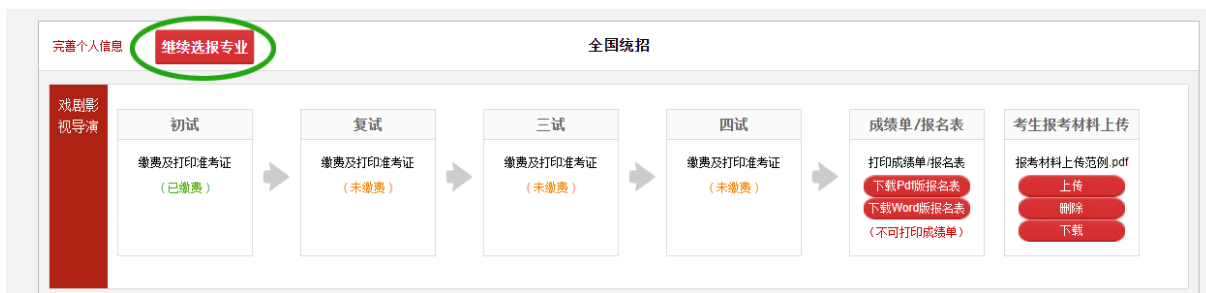 完善个人信息
继续选报专业
全国统招
戏剧影
视导演
初试
缴费及打印准考证
（已缴费）
复试
缴费及打印准考证
（未缴费）
三试
缴费及打印准考证
（未缴费）
四试
缴费及打印准考证
（未缴费）
成绩单/报名表
打印成绩单/报名表
下载Pdf版报名表
下载Word版报名表
（不可打印成绩单）
考生报考材料上传
报考材料上传范例.pdf
上传
删除
下载